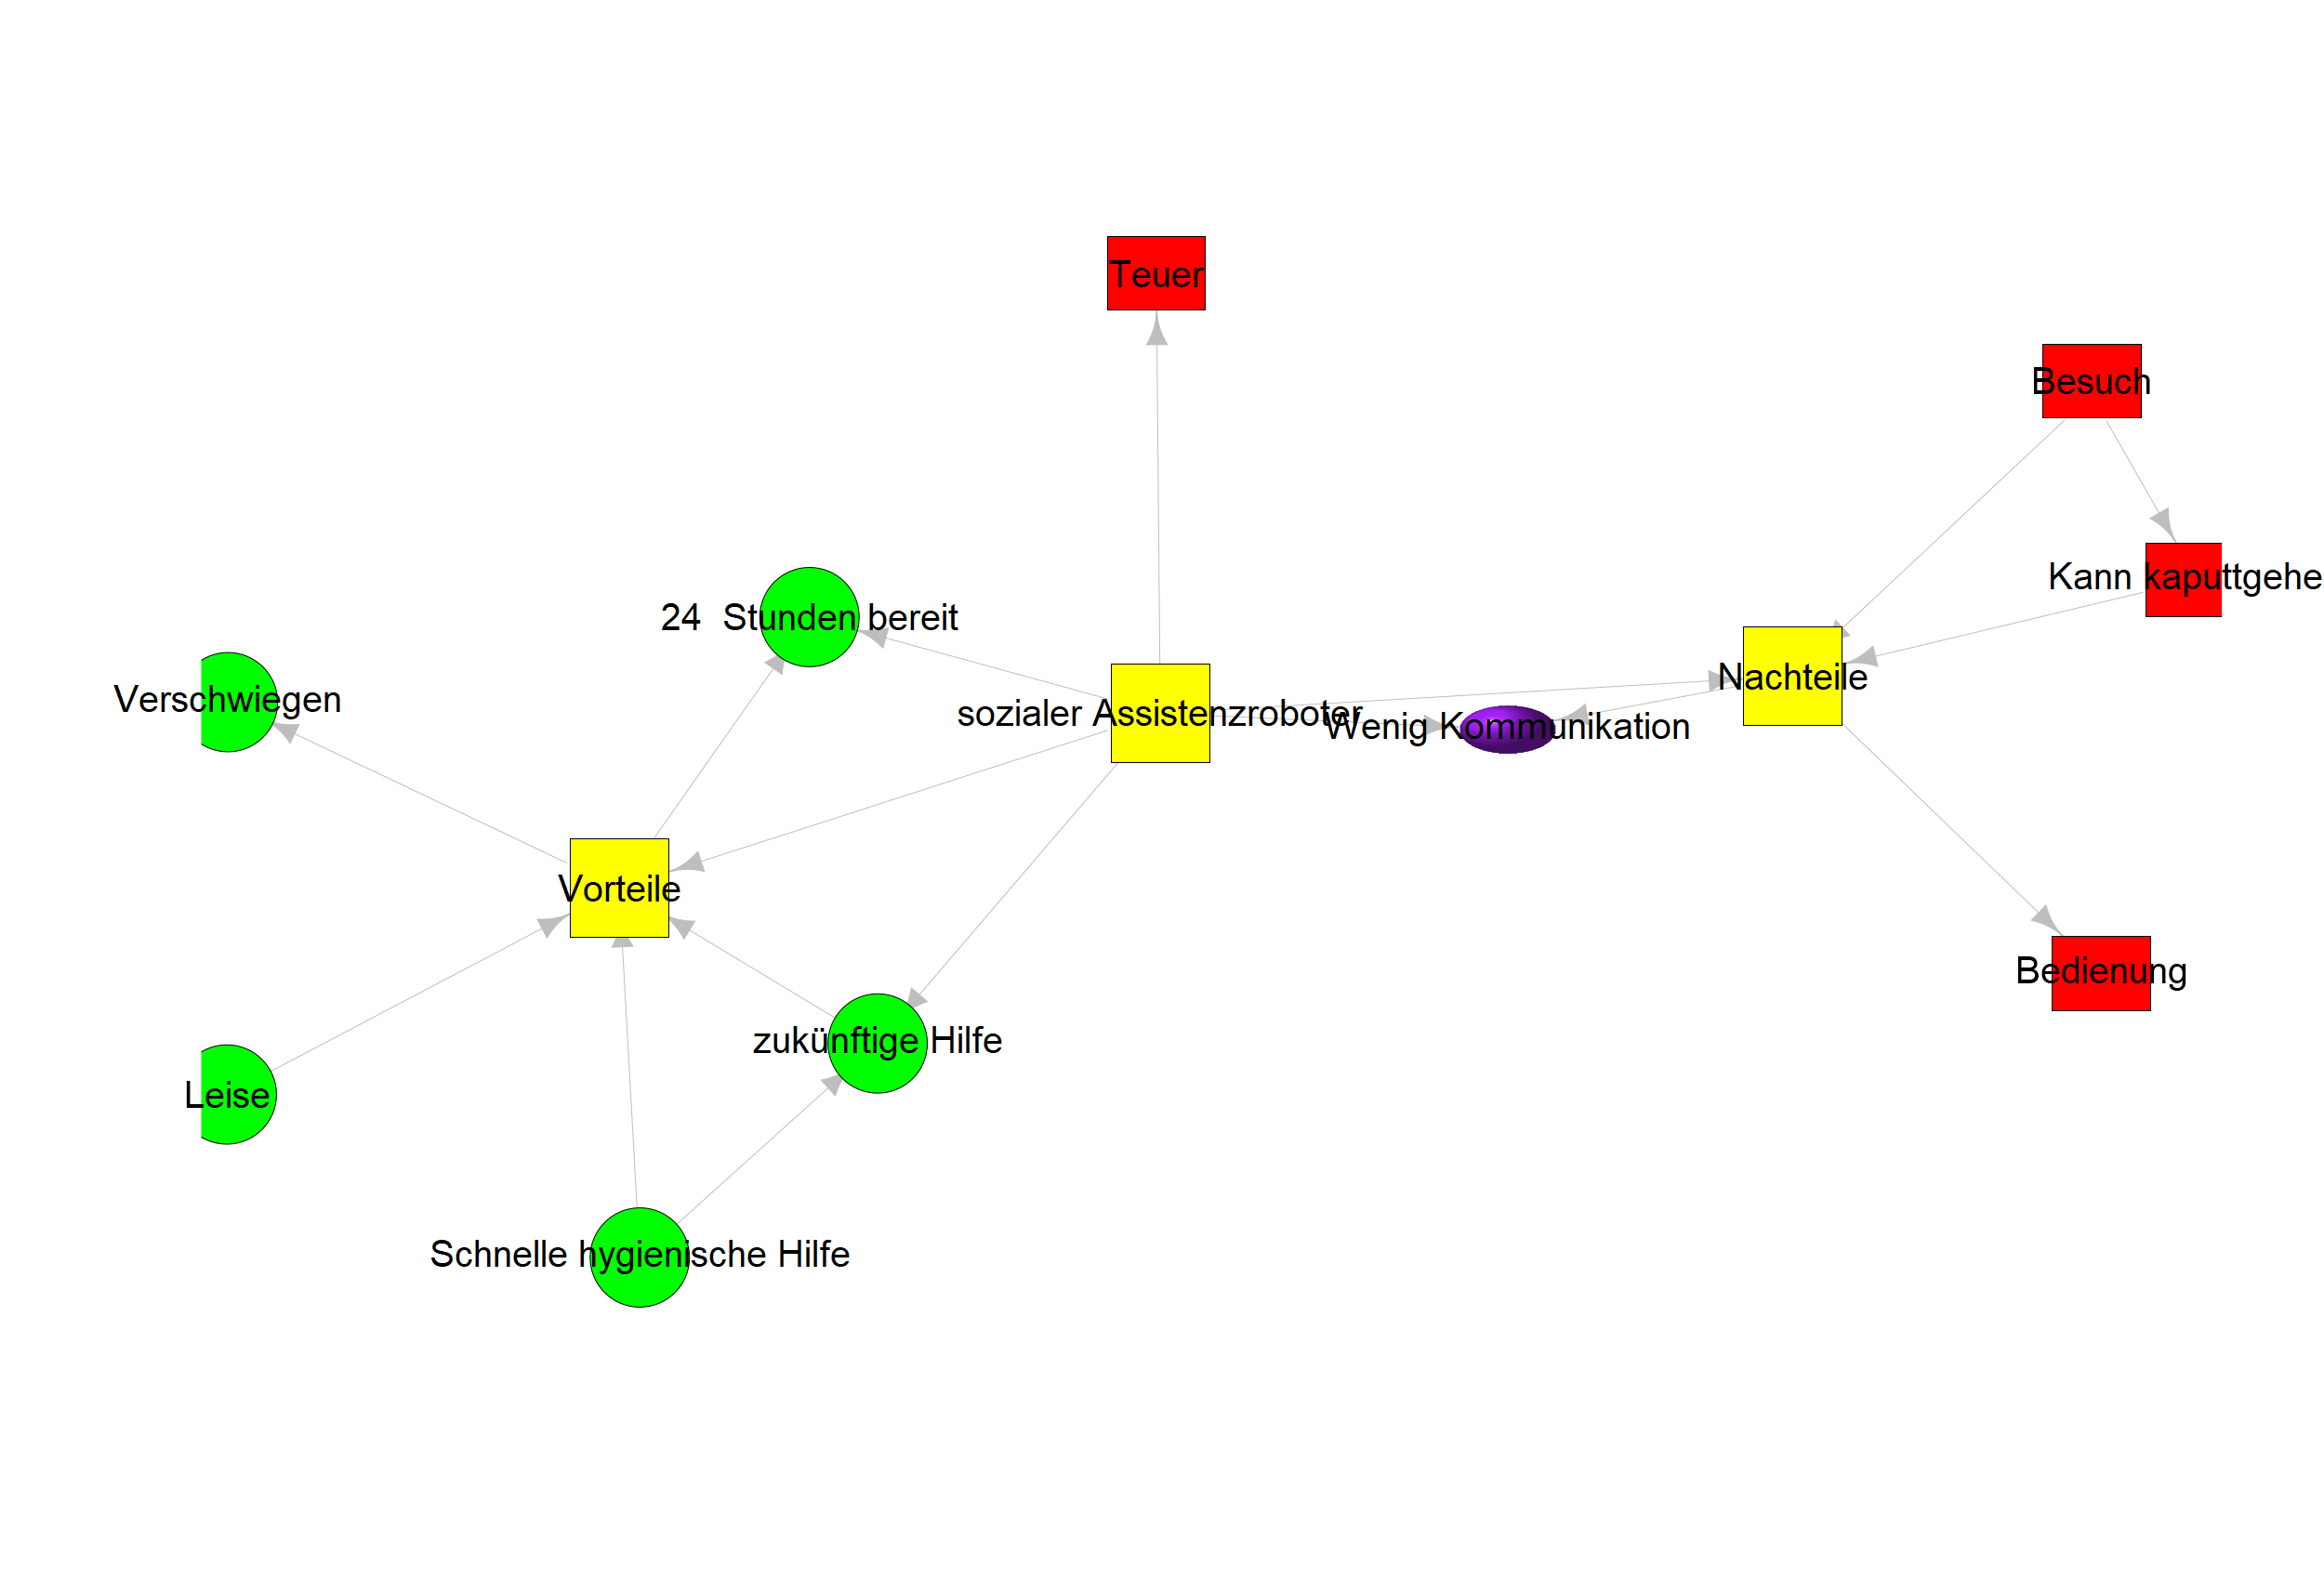 Teuer
Besuch
Kann kaputtgehe
24  Stunden bereit
Nachteile
Verschwiegen
sozialer Assistenzroboter
Wenig Kommunikation
Vorteile
Bedienung
zukünftige Hilfe
Leise
Schnelle hygienische Hilfe